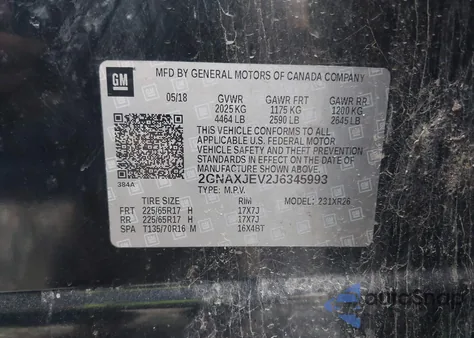 GM
MFD BY GENERAL MOTORS OF CANADA COMPANY
05/18 GVWR GAWR FRT GAWR RR
2025 KG 1175 KG 1200 KG
4464 LB 2590 LB 2645 LB
THIS VEHICLE CONFORMS TO ALL
APPLICABLE U.S. FEDERAL MOTOR
VEHICLE SAFETY, BUMPER, AND THEFT
PREVENTION STANDARDS IN EFFECT ON
THE DATE OF MANUFACTURE SHOWN
ABOVE.
384A 2GNAXJEV2J6345993
TYPE: M.P.V.
TIRE SIZE RIM MODEL: 231XR26
FRT 225/65R17 H 17X7J
RR 225/65R17 H 17X7J
SPA T135/70R16 M 16X4BT
autoSnap